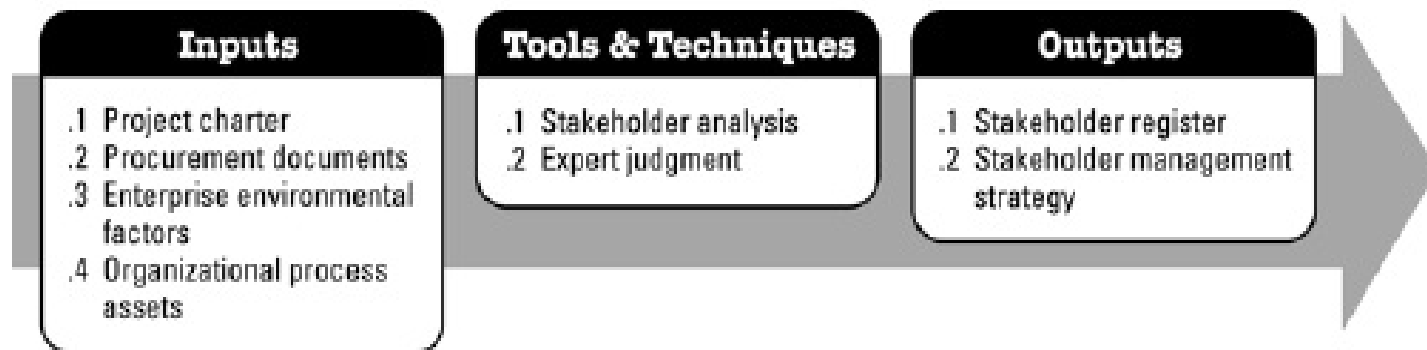 Inputs
.1 Project charter
.2 Procurement documents
.3 Enterprise environmental
factors
.4 Organizational process
assets
Tools & Techniques
.1 Stakeholder analysis
.2 Expert judgment
Outputs
.1 Stakeholder register
.2 Stakeholder management
strategy